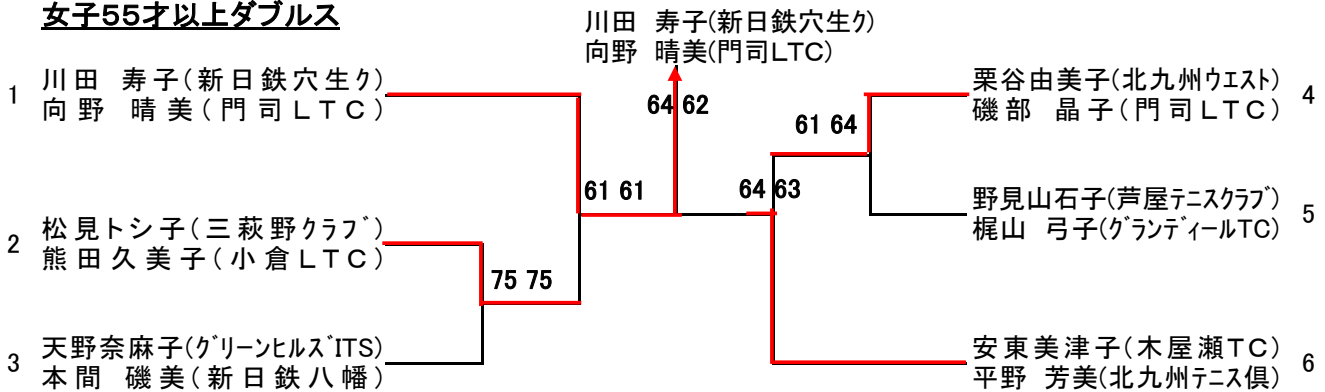 女子55才以上ダブルス
川田 寿子(新日鉄穴生ク)
向野 晴美(門司LTC)
1 川田 寿子(新日鉄穴生ク)
向野 晴美(門司LTC)
64 62
栗谷由美子(北九州ウエスト) 4
磯部 晶子(門司LTC)
61 64
61 61
64 63
野見山石子(芦屋テニスクラブ) 5
梶山 弓子(グランディールTC)
2 松見トシ子(三萩野クラブ)
熊田久美子(小倉LTC)
75 75
3 天野奈麻子(グリーンヒルズITS)
本間 磯美(新日鉄八幡)
安東美津子(木屋瀬TC) 6
平野 芳美(北九州テニス倶)